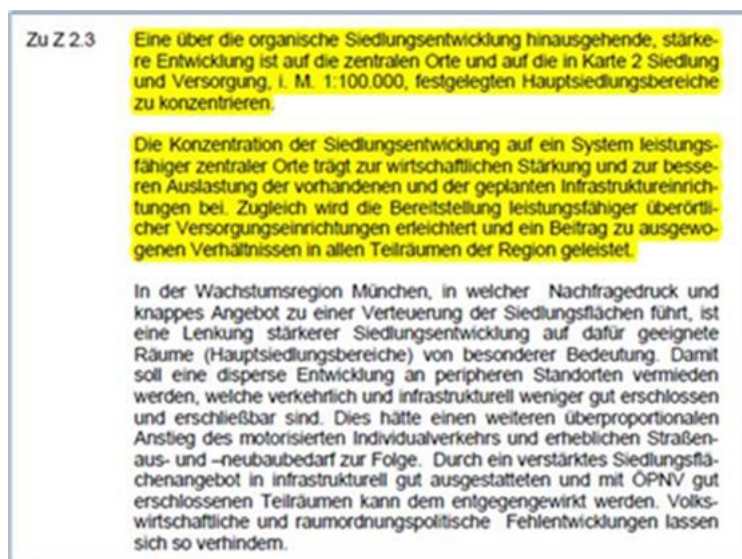 Zu Z 2.3 Eine über die organische Siedlungsentwicklung hinausgehende, stärke-
re Entwicklung ist auf die zentralen Orte und auf die in Karte 2 Siedlung
und Versorgung, i. M. 1:100.000, festgelegten Hauptsiedlungsbereiche
zu konzentrieren.
Die Konzentration der Siedlungsentwicklung auf ein System leistungs-
fähiger zentraler Orte trägt zur wirtschaftlichen Stärkung und zur besse-
ren Auslastung der vorhandenen und der geplanten Infrastruktureinrich-
tungen bei. Zugleich wird die Bereitstellung leistungsfähiger überörtli-
cher Versorgungseinrichtungen erleichtert und ein Beitrag zu ausgewo-
genen Verhältnissen in allen Teilräumen der Region geleistet.
In der Wachstumsregion München, in welcher Nachfragedruck und
knappes Angebot zu einer Verteuerung der Siedlungsflächen führt, ist
eine Lenkung stärkerer Siedlungsentwicklung auf dafür geeignete
Räume (Hauptsiedlungsbereiche) von besonderer Bedeutung. Damit
soll eine disperse Entwicklung an peripheren Standorten vermieden
werden, welche verkehrlich und infrastrukturell weniger gut erschlossen
und erschließbar sind. Dies hätte einen weiteren überproportionalen
Anstieg des motorisierten Individualverkehrs und erheblichen Straßen-
aus- und –neubaubedarf zur Folge. Durch ein verstärktes Siedlungsflä-
chenangebot in infrastrukturell gut ausgestatteten und mit ÖPNV gut
erschlossenen Teilräumen kann dem entgegengewirkt werden. Volks-
wirtschaftliche und raumordnungspolitische Fehlentwicklungen lassen
sich so verhindern.